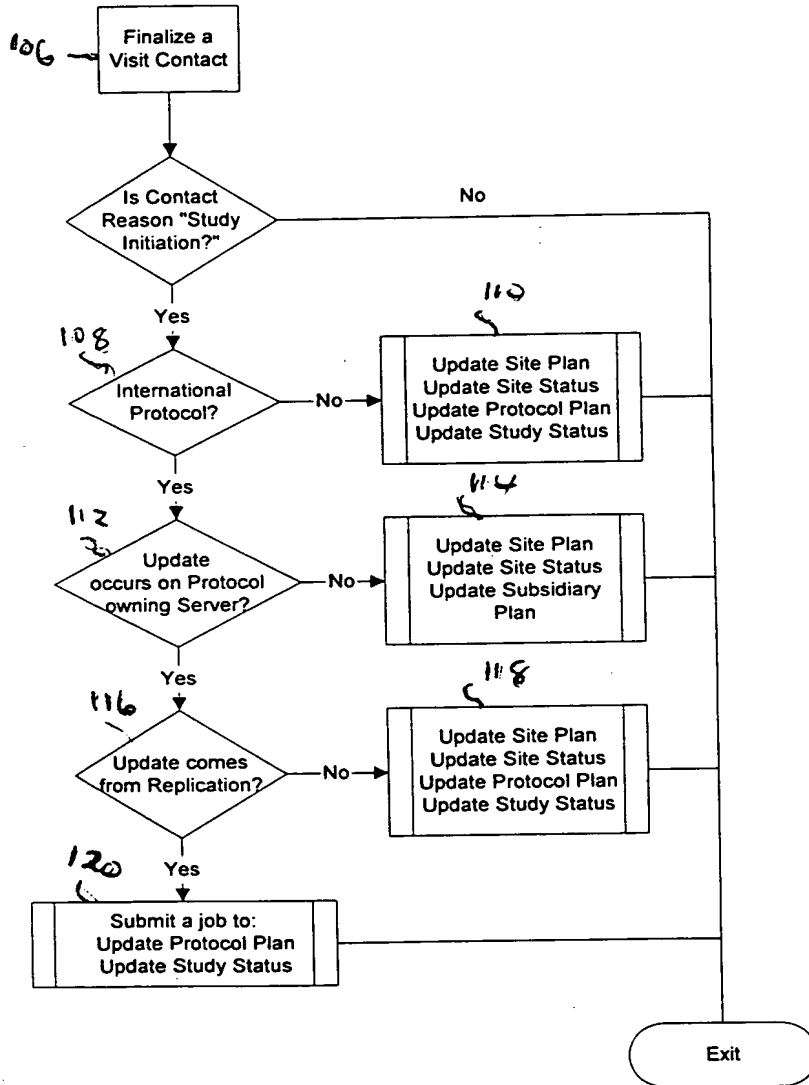 106
Finalize a
Visit Contact
Is Contact
Reason "Study
Initiation?"
No
Yes
108
International
Protocol?
No
110
Update Site Plan
Update Site Status
Update Protocol Plan
Update Study Status
Yes
112
Update
occurs on Protocol
owning Server?
No
114
Update Site Plan
Update Site Status
Update Subsidiary
Plan
Yes
116
Update comes
from Replication?
No
118
Update Site Plan
Update Site Status
Update Protocol Plan
Update Study Status
Yes
120
Submit a job to:
Update Protocol Plan
Update Study Status
Exit